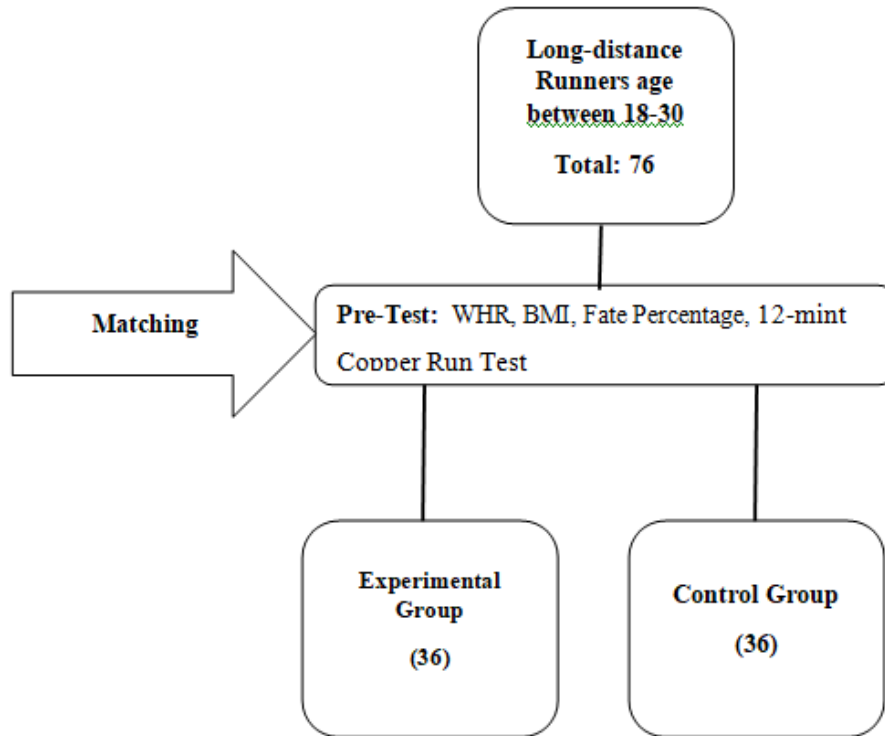 Long-distance
Runners age
between 18-30
Total: 76
Matching
Pre-Test: WHR, BMI, Fate Percentage, 12-mint
Copper Run Test
Experimental
Group
(36)
Control Group
(36)